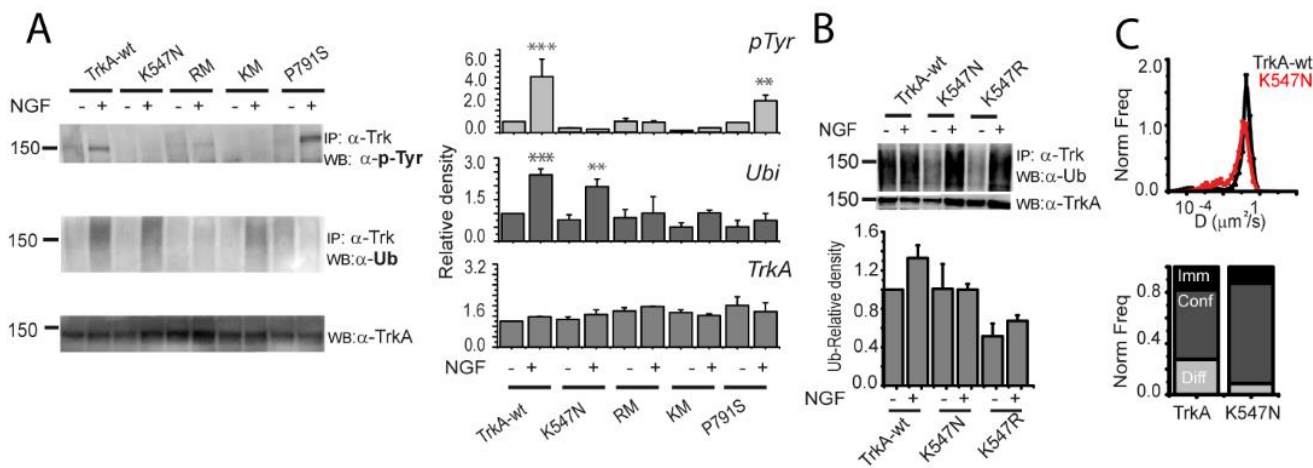 A
TrkA-wt K547N RM KM P791S
NGF - + - + - + - + - +
150
IP: α-Trk
WB: α-p-Tyr
150
IP: α-Trk
WB:α-Ub
150
WB:α-TrkA
Relative density
pTyr
6.0
4.0
2.0
0.0
***
**
Ubi
3.0
2.0
1.0
0.0
***
**
TrkA
3.6
2.4
1.2
0.0
NGF - + - + - + - + - +
TrkA-wt K547N RM KM P791S
B
TrkA-wt K547N K547R
NGF - + - + - +
150
IP: α-Trk
WB:α-Ub
150
WB:α-TrkA
Ub-Relative density
1.6
1.2
0.8
0.4
0.0
- + - + - +
NGF
TrkA-wt K547N K547R
C
TrkA-wt
K547N
Norm Freq
2.0
1.0
0.0
10 -4 -1
D (μm²/s)
Norm Freq
0.8
0.4
0.0
Imm
Conf
Diff
TrkA K547N